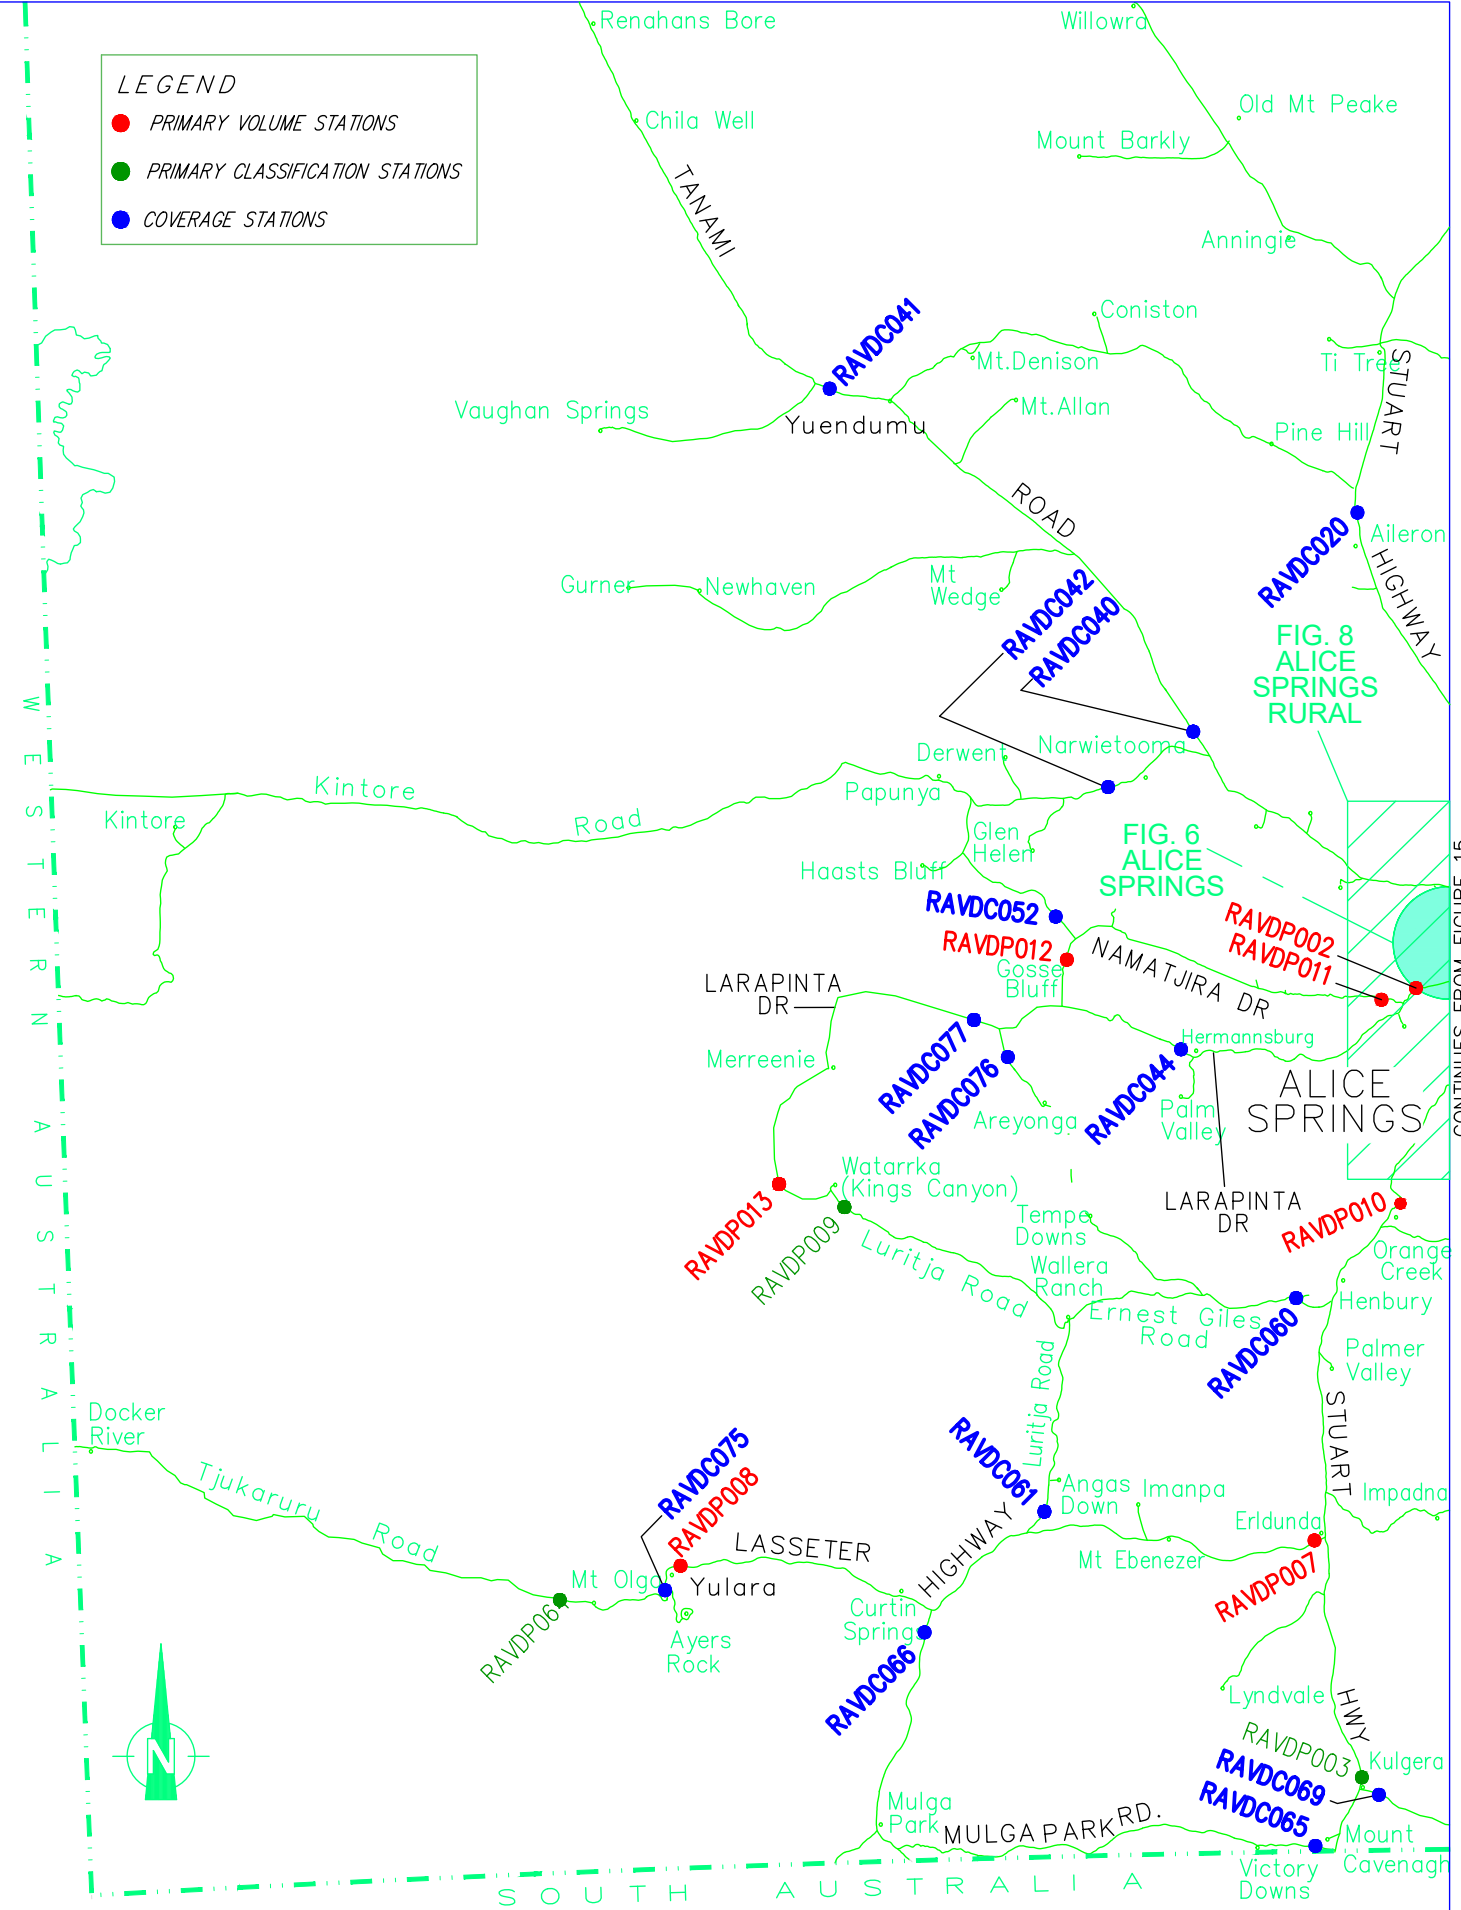 Renahans Bore
Willowra
LEGEND
PRIMARY VOLUME STATIONS
PRIMARY CLASSIFICATION STATIONS
COVERAGE STATIONS
Chila Well
Old Mt Peake
Mount Barkly
TANAMI
Anningie
Coniston
RAVDC041
Mt.Denison
Ti Tree
STUART
Vaughan Springs
Mt.Allan
Yuendumu
Pine Hill
ROAD
RAVDC020
Aileron
HIGHWAY
Gurner
Newhaven
Mt
Wedge
RAVDC042
RAVDC040
FIG. 8
ALICE
SPRINGS
RURAL
WESTERN AUSTRALIA
Derwent
Narwietooma
Kintore
Road
Papunya
Kintore
Glen
Helen
FIG. 6
ALICE
SPRINGS
Haasts Bluff
RAVDC052
RAVDP002
RAVDP011
RAVDP012
Gosse
Bluff
NAMATJIRA DR
LARAPINTA
DR
CONTINUES FROM FIGURE 15
RAVDC077
Hermannsburg
Merreenie
RAVDC076
RAVDC044
ALICE
SPRINGS
Areyonga
Palm
Valley
Watarrka
(Kings Canyon)
LARAPINTA
DR
RAVDP013
RAVDP009
RAVDP010
Tempe
Downs
Luritja Road
Wallera
Ranch
Orange
Creek
Ernest Giles
Road
Henbury
RAVDC060
Palmer
Valley
Luritja Road
STUART
Docker
River
RAVDC075
RAVDP008
RAVDC061
Tjukaruru
Road
Angas
Down
Imanpa
Impadna
Erldunda
LASSETER
HIGHWAY
Mt Ebenezer
RAVDP007
Mt Olga
Yulara
RAVDP064
Curtin
Springs
Ayers
Rock
RAVDC066
Lyndvale
HWY
N
RAVDP003
Kulgera
RAVDC069
RAVDC065
Mulga
Park
MULGA PARK RD.
Mount
Cavenagh
Victory
Downs
SOUTH AUSTRALIA